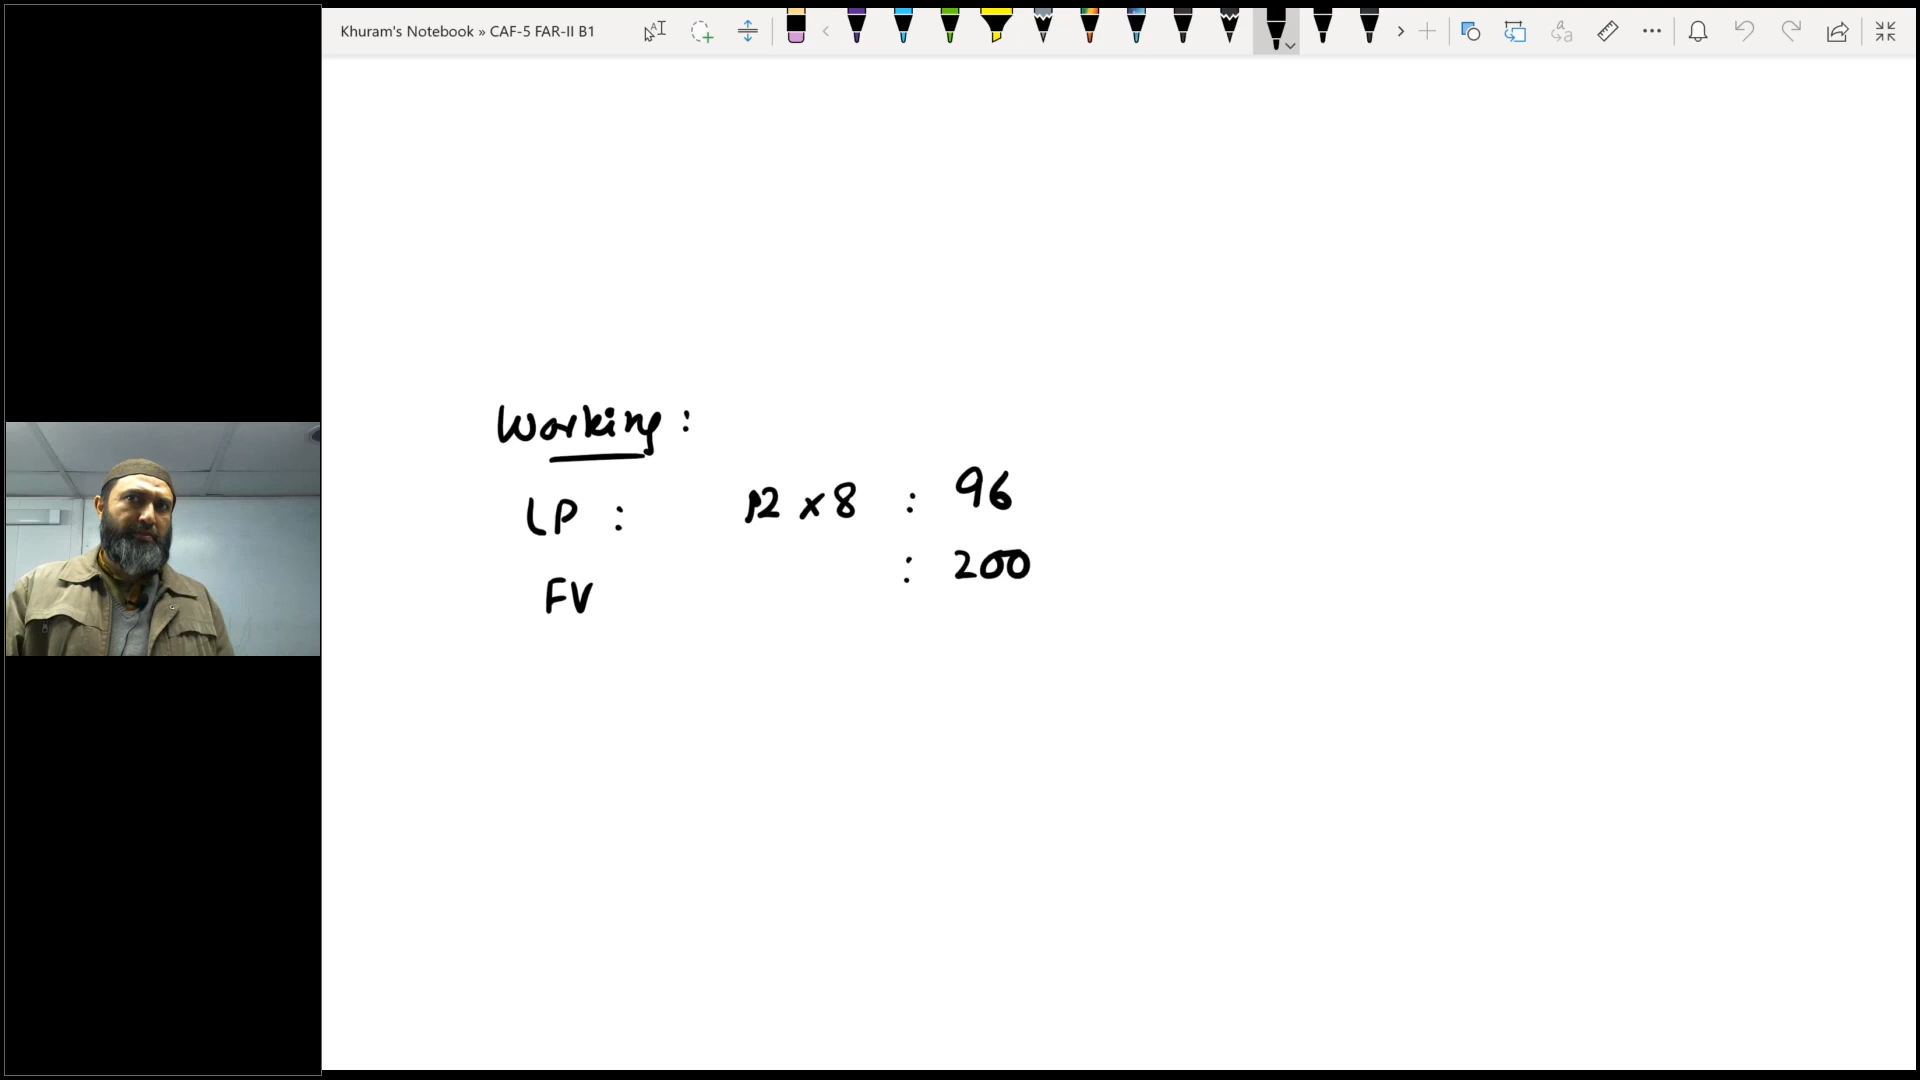 Khuram's Notebook » CAF-5 FAR-II B1
Working :
LP : 12 x 8 : 96
FV : 200